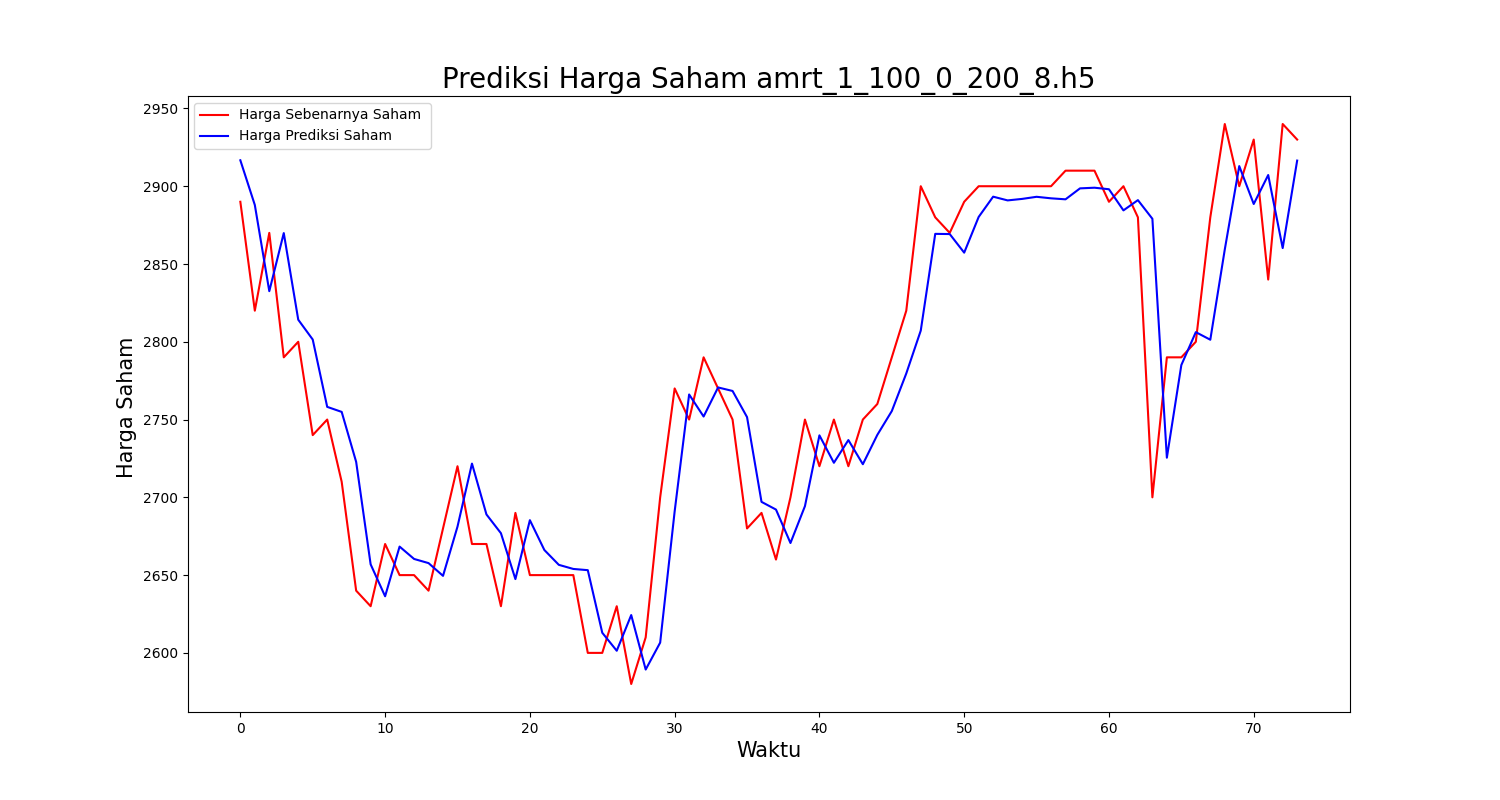 Prediksi Harga Saham amrt_1_100_0_200_8.h5
Harga Sebenarnya Saham
Harga Prediksi Saham
Harga Saham
2950
2900
2850
2800
2750
2700
2650
2600
0 10 20 30 40 50 60 70
Waktu